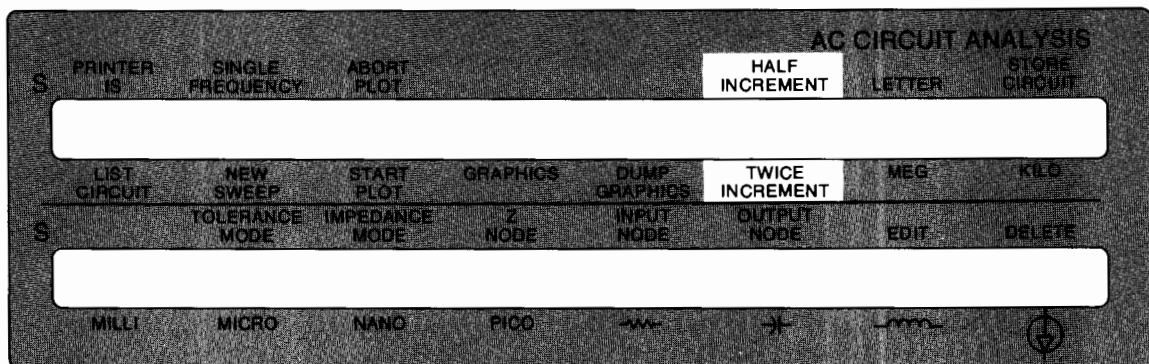 AC CIRCUIT ANALYSIS
S PRINTER IS SINGLE FREQUENCY ABORT PLOT HALF INCREMENT LETTER STORE CIRCUIT
LIST CIRCUIT NEW SWEEP START PLOT GRAPHICS DUMP GRAPHICS TWICE INCREMENT MEG KILO
S TOLERANCE MODE IMPEDANCE MODE Z NODE INPUT NODE OUTPUT NODE EDIT DELETE
MILLI MICRO NANO PICO